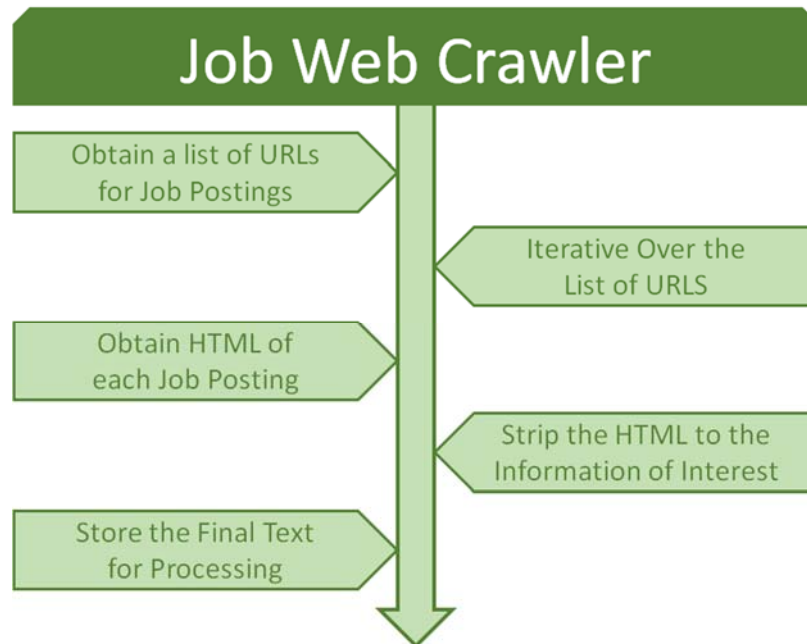 Job Web Crawler
Obtain a list of URLs
for Job Postings
Iterative Over the
List of URLS
Obtain HTML of
each Job Posting
Strip the HTML to the
Information of Interest
Store the Final Text
for Processing